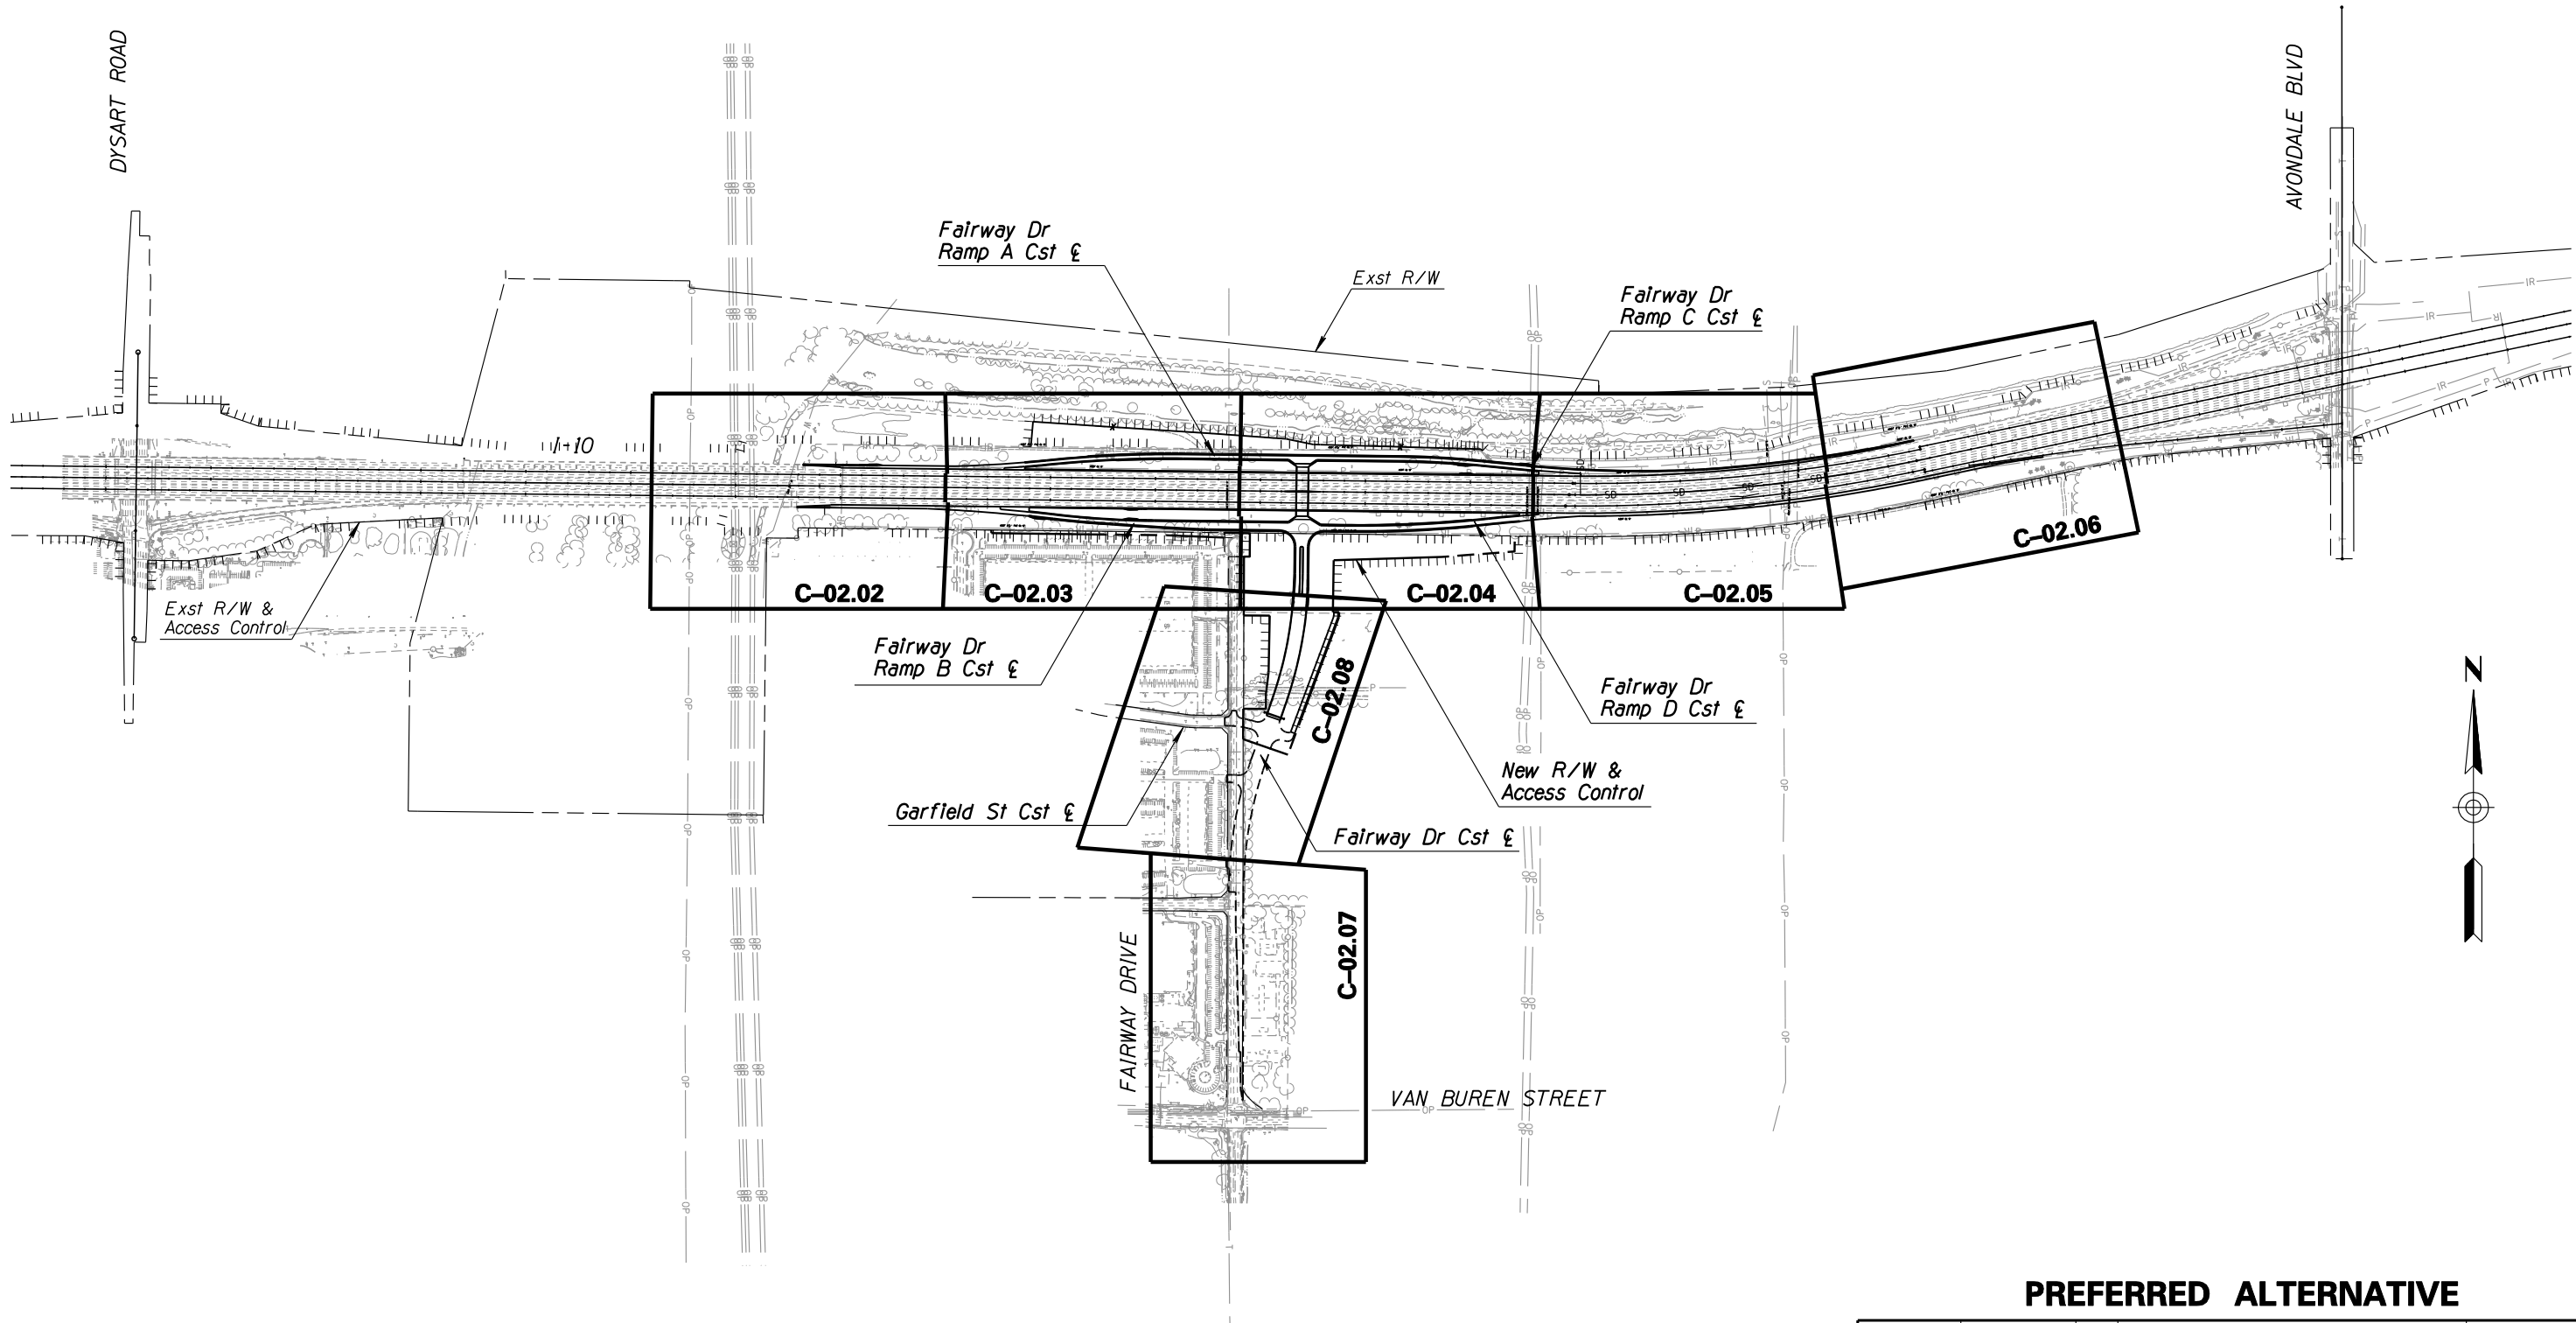 DYSART ROAD
AVONDALE BLVD
Fairway Dr
Ramp A Cst ℄
Exst R/W
Fairway Dr
Ramp C Cst ℄
I-10
C-02.02
C-02.03
C-02.04
C-02.05
C-02.06
Exst R/W &
Access Control
Fairway Dr
Ramp B Cst ℄
C-02.08
Fairway Dr
Ramp D Cst ℄
N
New R/W &
Access Control
Garfield St Cst ℄
Fairway Dr Cst ℄
FAIRWAY DRIVE
C-02.07
VAN BUREN STREET
PREFERRED ALTERNATIVE